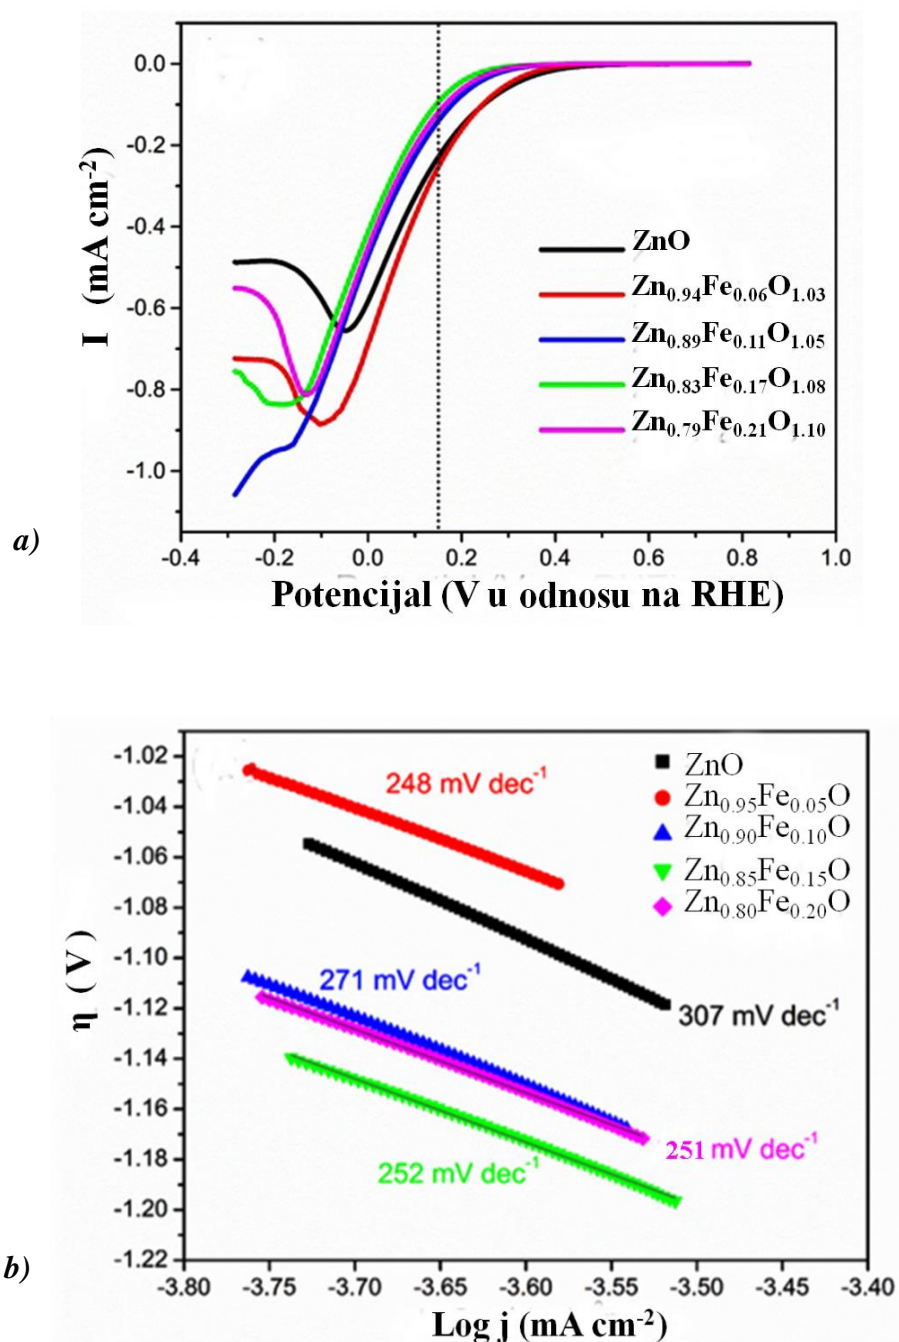 0.0
-0.2
-0.4
-0.6
-0.8
-1.0
I (mA cm-2)
ZnO
Zn0.94Fe0.06O1.03
Zn0.89Fe0.11O1.05
Zn0.83Fe0.17O1.08
Zn0.79Fe0.21O1.10
a)
-0.4 -0.2 0.0 0.2 0.4 0.6 0.8 1.0
Potencijal (V u odnosu na RHE)
-1.02
-1.04
-1.06
-1.08
-1.10
-1.12
-1.14
-1.16
-1.18
-1.20
-1.22
η (V)
ZnO
Zn0.95Fe0.05O
Zn0.90Fe0.10O
Zn0.85Fe0.15O
Zn0.80Fe0.20O
248 mV dec-1
271 mV dec-1
307 mV dec-1
251 mV dec-1
252 mV dec-1
b)
-3.80 -3.75 -3.70 -3.65 -3.60 -3.55 -3.50 -3.45 -3.40
Log j (mA cm-2)